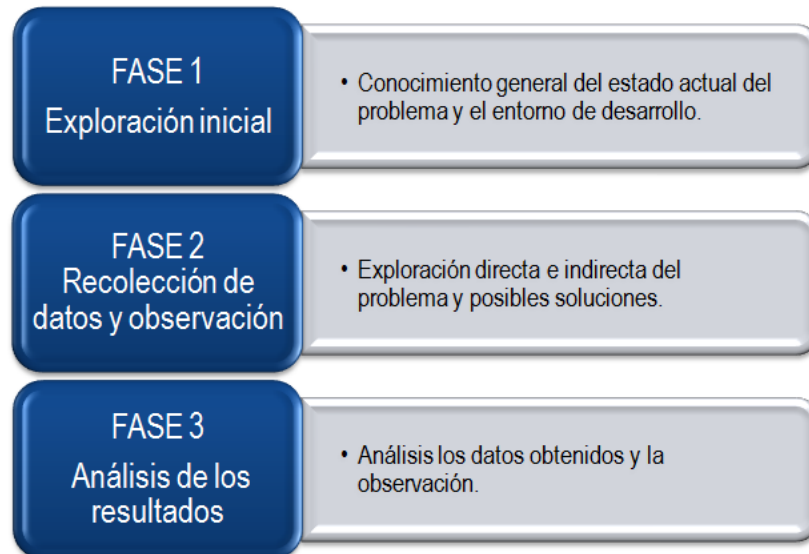 FASE 1
Exploración inicial
• Conocimiento general del estado actual del
problema y el entorno de desarrollo.
FASE 2
Recolección de
datos y observación
• Exploración directa e indirecta del
problema y posibles soluciones.
FASE 3
Análisis de los
resultados
• Análisis los datos obtenidos y la
observación.